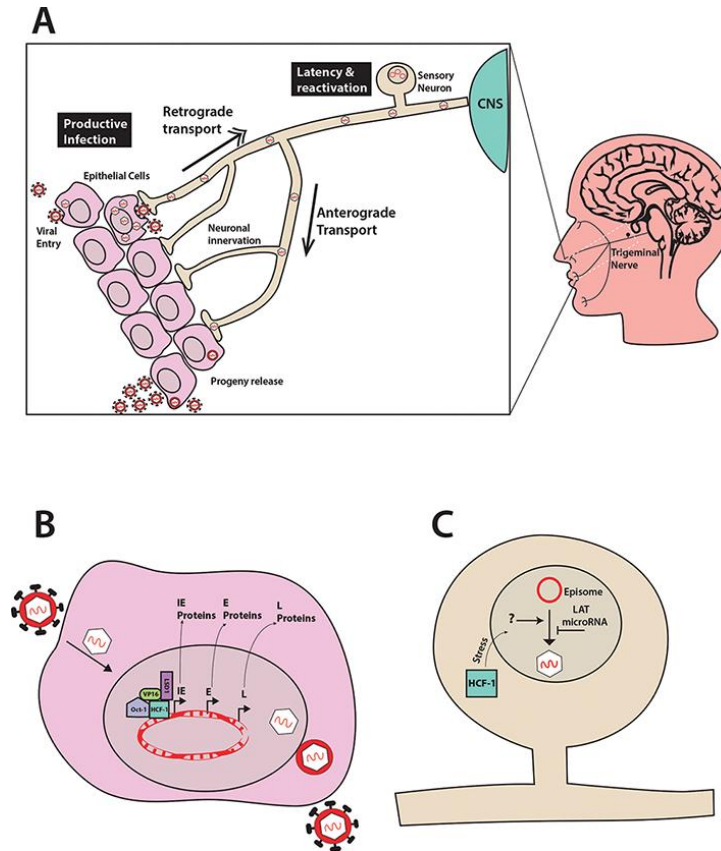 A
Latency &
reactivation
Sensory
Neuron
CNS
Retrograde
transport
Productive
Infection
Epithelial Cells
Viral
Entry
Neuronal
innervation
Anterograde
Transport
Progeny release
Trigeminal
Nerve
B
IE
Proteins
E
Proteins
L
Proteins
VP16
LSD1
Oct-1
HCF-1
IE
E
L
C
Episome
?
LAT
microRNA
Stress
HCF-1